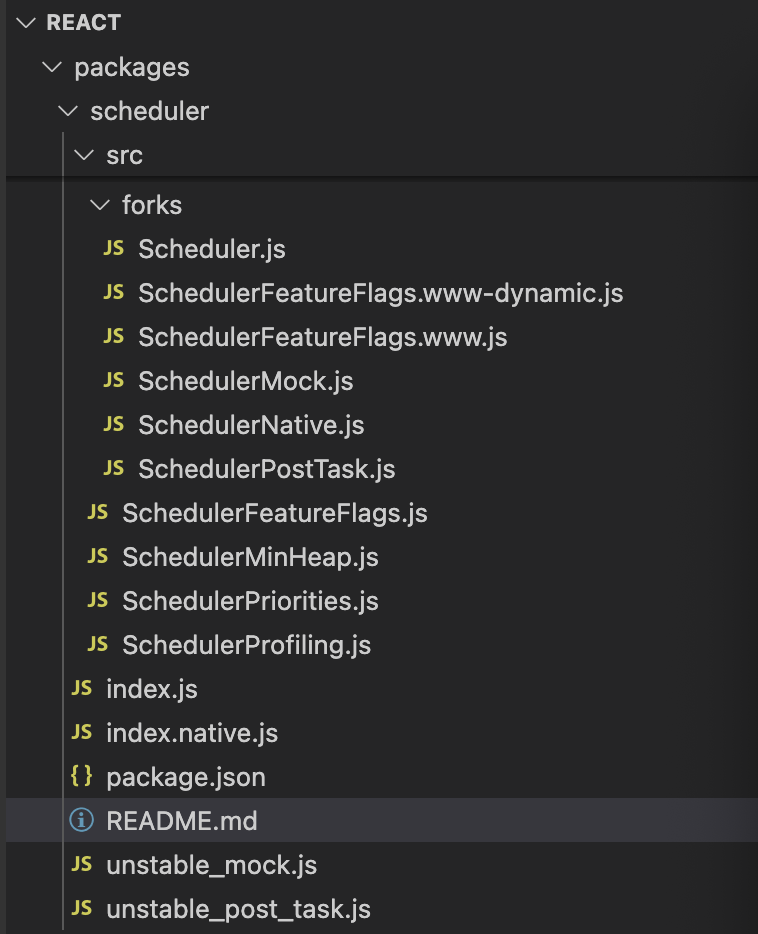 REACT
packages
scheduler
src
forks
JS Scheduler.js
JS SchedulerFeatureFlags.www-dynamic.js
JS SchedulerFeatureFlags.www.js
JS SchedulerMock.js
JS SchedulerNative.js
JS SchedulerPostTask.js
JS SchedulerFeatureFlags.js
JS SchedulerMinHeap.js
JS SchedulerPriorities.js
JS SchedulerProfiling.js
JS index.js
JS index.native.js
{} package.json
README.md
JS unstable_mock.js
JS unstable_post_task.js